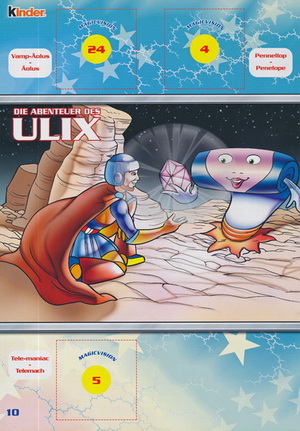 Kinder
MAGICVISION
24
MAGICVISION
4
Vamp-Äolus
-
Äolus
Pennellop
-
Penelope
DIE ABENTEUER DES
ULIX
Tele-maniac
-
Telemach
MAGICVISION
5
10